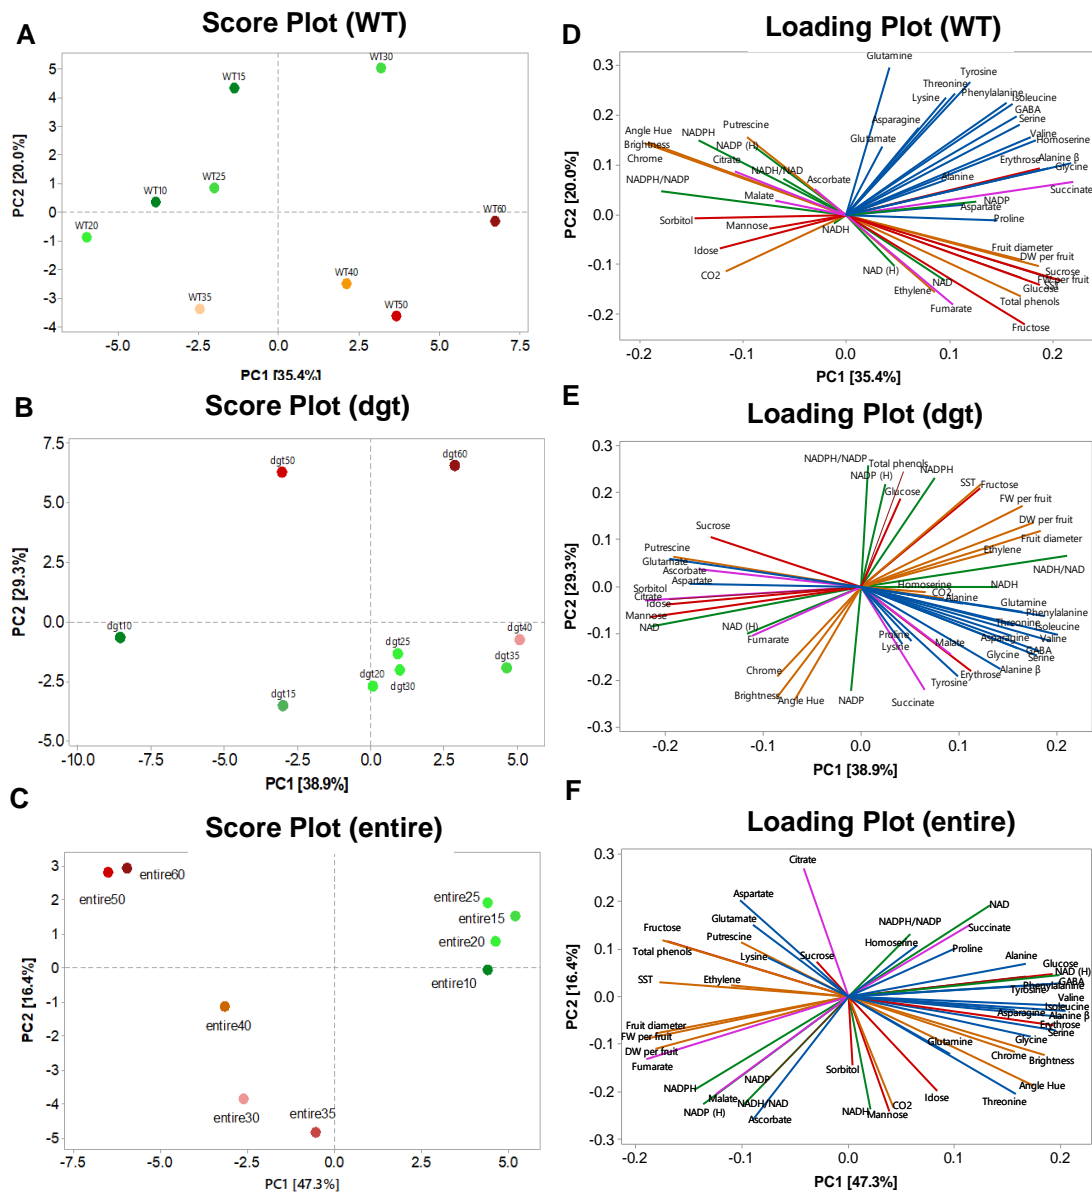 A
Score Plot (WT)
5
4
3
2
1
0
-1
-2
-3
-4
PC2 [20.0%]
WT30
WT15
WT25
WT10
WT20
WT60
WT40
WT35
WT50
-5.0
-2.5
0.0
2.5
5.0
7.5
PC1 [35.4%]
D
Loading Plot (WT)
0.3
0.2
0.1
0.0
-0.1
-0.2
PC2 [20.0%]
Glutamine
Tyrosine
Threonine
Phenylalanine
Lysine
Isoleucine
GABA
Asparagine
Serine
Putrescine
NADPH
Angle Hue
Valine
Glutamate
Homoserine
Brightness
NADP (H)
Chrome
Citrate
Erythrose
Alanine β
NADH/NAD
Glycine
NADPH/NADP
Ascorbate
Alanine
Succinate
Malate
NADP
Aspartate
Sorbitol
Proline
Mannose
NADH
Idose
Fruit diameter
DW per fruit
CO2
NAD (H)
Sucrose
SST
FW per fruit
NAD
Glucose
Ethylene
Total phenols
Fumarate
Fructose
-0.2
-0.1
0.0
0.1
0.2
PC1 [35.4%]
B
Score Plot (dgt)
7.5
5.0
2.5
0.0
-2.5
-5.0
PC2 [29.3%]
dgt50
dgt60
dgt10
dgt25
dgt40
dgt35
dgt20
dgt30
dgt15
-10.0
-7.5
-5.0
-2.5
0.0
2.5
5.0
PC1 [38.9%]
E
Loading Plot (dgt)
0.3
0.2
0.1
0.0
-0.1
-0.2
-0.3
PC2 [29.3%]
NADPH/NADP
Total phenols
NADP (H)
NADPH
SST
Fructose
Glucose
FW per fruit
Sucrose
DW per fruit
Fruit diameter
Putrescine
Ethylene
Glutamate
Ascorbate
NADH/NAD
Aspartate
Sorbitol
Homoserine
NADH
Citrate
CO2
Idose
Alanine
Glutamine
Mannose
Phenylalanine
NAD
NAD (H)
Threonine
Isoleucine
Fumarate
Proline
Asparagine
Valine
Lysine
Malate
GABA
Glycine
Serine
Chrome
Erythrose
Alanine β
Tyrosine
Brightness
Angle Hue
NADP
Succinate
-0.2
-0.1
0.0
0.1
0.2
PC1 [38.9%]
C
Score Plot (entire)
3
2
1
0
-1
-2
-3
-4
-5
PC2 [16.4%]
entire60
entire50
entire25
entire15
entire20
entire10
entire40
entire30
entire35
-7.5
-5.0
-2.5
0.0
2.5
5.0
PC1 [47.3%]
F
Loading Plot (entire)
0.3
0.2
0.1
0.0
-0.1
-0.2
-0.3
PC2 [16.4%]
Citrate
Aspartate
NAD
Glutamate
NADPH/NADP
Succinate
Fructose
Putrescine
Homoserine
Total phenols
Lysine
Sucrose
Proline
Alanine
Glucose
NAD (H)
SST
Ethylene
GABA
Phenylalanine
Tyrosine
Valine
Isoleucine
Asparagine
Alanine β
Fruit diameter
Erythrose
FW per fruit
Serine
Glycine
Glutamine
DW per fruit
Chrome
Brightness
Fumarate
Sorbitol
NADP
NADPH
Angle Hue
Malate
Idose
NADH/NAD
Threonine
NADP (H)
CO2
NADH
Mannose
Ascorbate
-0.2
-0.1
0.0
0.1
0.2
PC1 [47.3%]